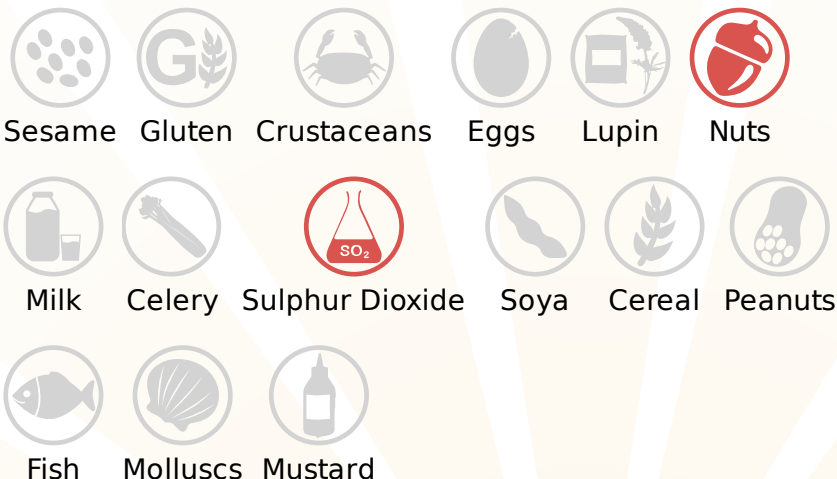 G
Sesame Gluten Crustaceans Eggs Lupin Nuts
SO₂
Milk Celery Sulphur Dioxide Soya Cereal Peanuts
Fish Molluscs Mustard